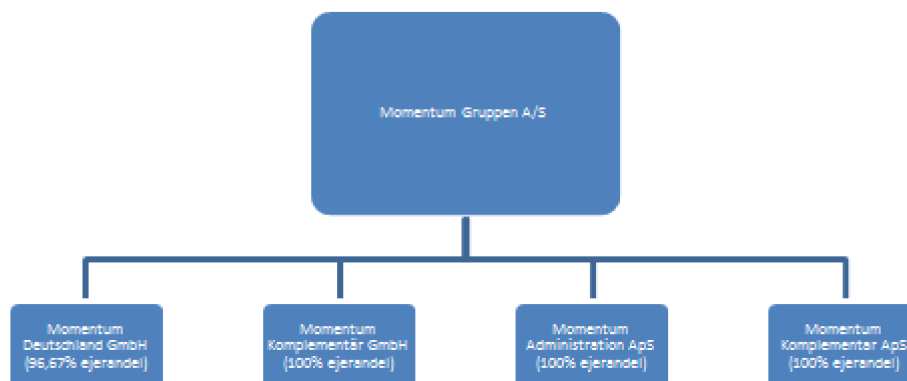 Momentum Gruppen A/S
Momentum
Deutschland GmbH
(96,67% ejerandel)
Momentum
Komplementär GmbH
(100% ejerandel)
Momentum
Administration ApS
(100% ejerandel)
Momentum
Komplementar ApS
(100% ejerandel)